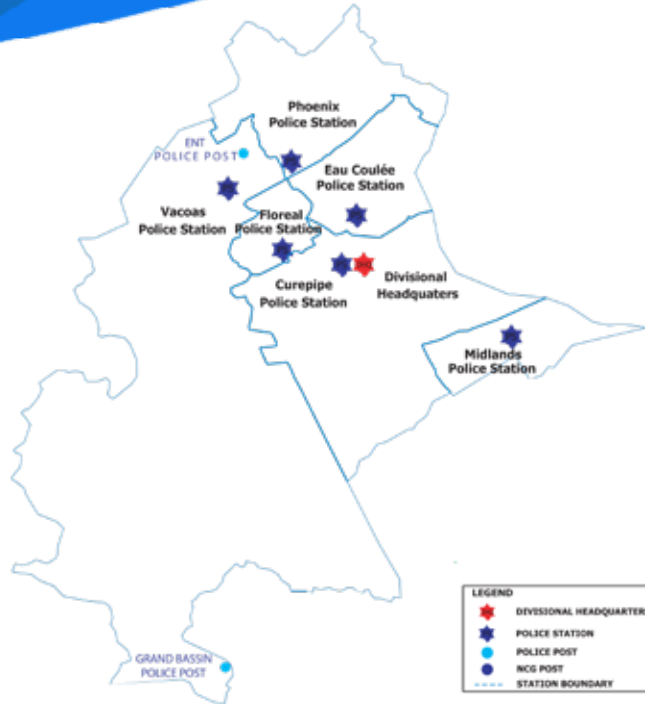 Phoenix
Police Station
ENT
POLICE POST
Eau Coulée
Police Station
Vacoas
Police Station
Floreal
Police Station
Curepipe
Police Station
Divisional
Headquaters
Midlands
Police Station
GRAND BASSIN
POLICE POST
LEGEND
DIVISIONAL HEADQUARTER
POLICE STATION
POLICE POST
NCG POST
STATION BOUNDARY